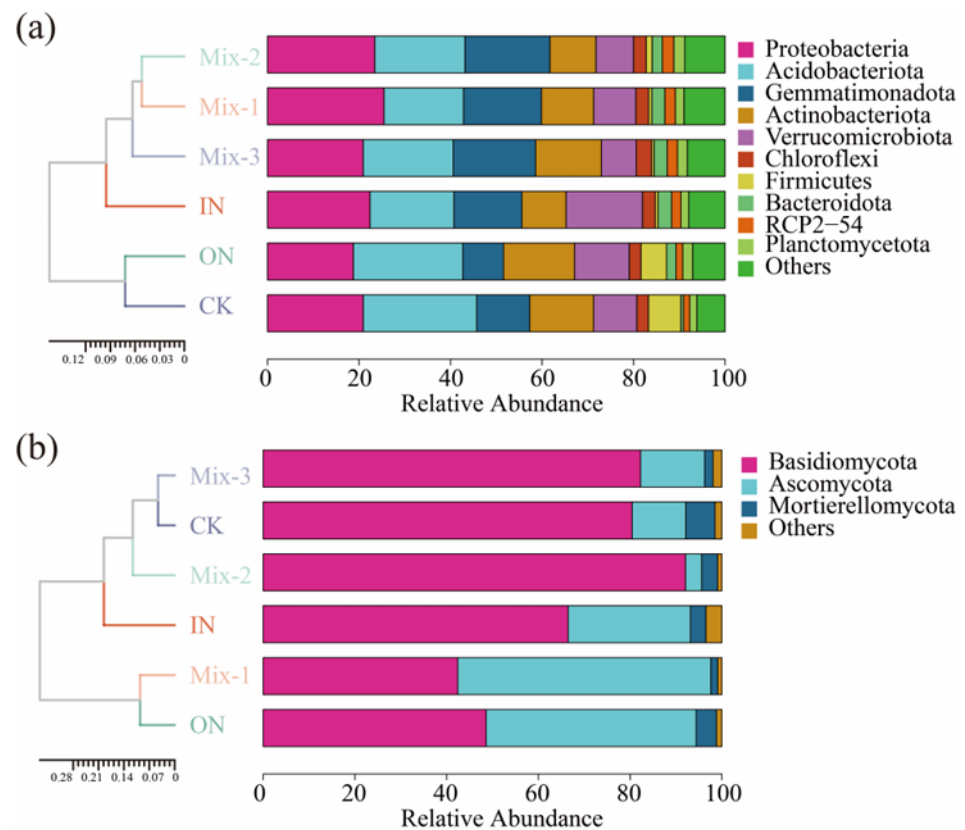 (a)
Mix-2
Mix-1
Mix-3
IN
ON
CK
0.12 0.09 0.06 0.03 0
0 20 40 60 80 100
Relative Abundance
Proteobacteria
Acidobacteriota
Gemmatimonadota
Actinobacteriota
Verrucomicrobiota
Chloroflexi
Firmicutes
Bacteroidota
RCP2−54
Planctomycetota
Others
(b)
Mix-3
CK
Mix-2
IN
Mix-1
ON
0.28 0.21 0.14 0.07 0
0 20 40 60 80 100
Relative Abundance
Basidiomycota
Ascomycota
Mortierellomycota
Others